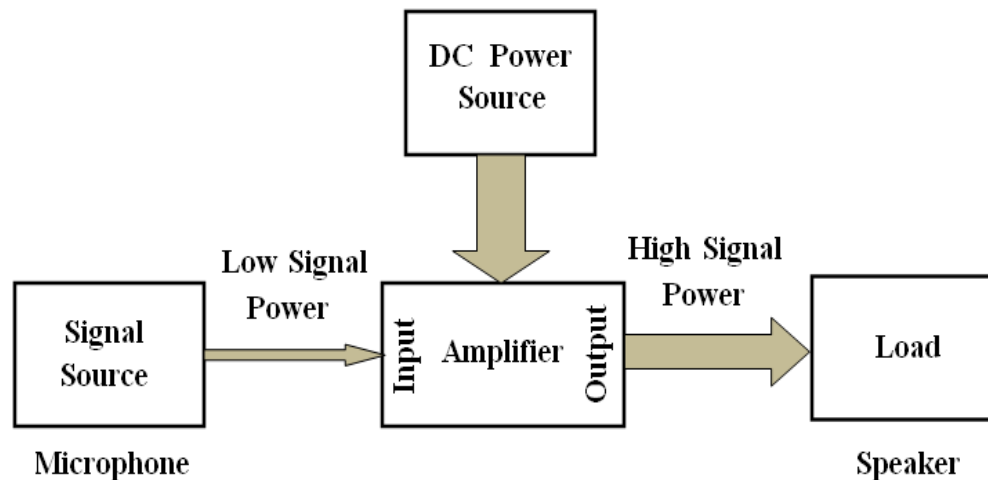 DC Power
Source
Low Signal
Power
High Signal
Power
Signal
Source
Input
Amplifier
Output
Load
Microphone
Speaker